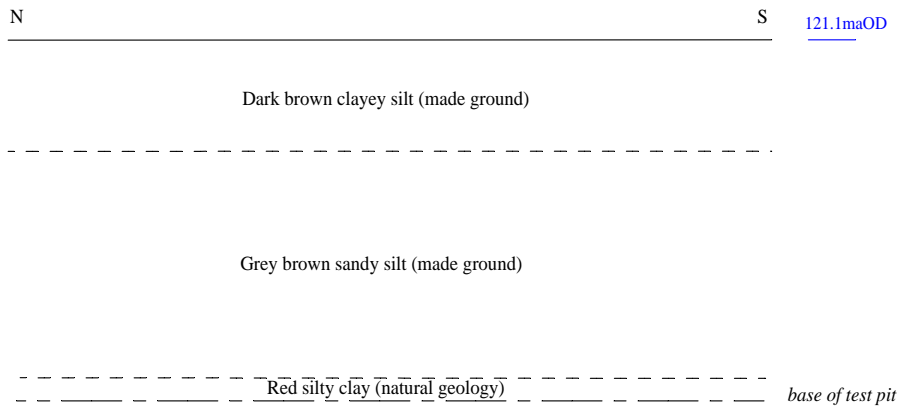 N S 121.1maOD
Dark brown clayey silt (made ground)
Grey brown sandy silt (made ground)
Red silty clay (natural geology)
base of test pit